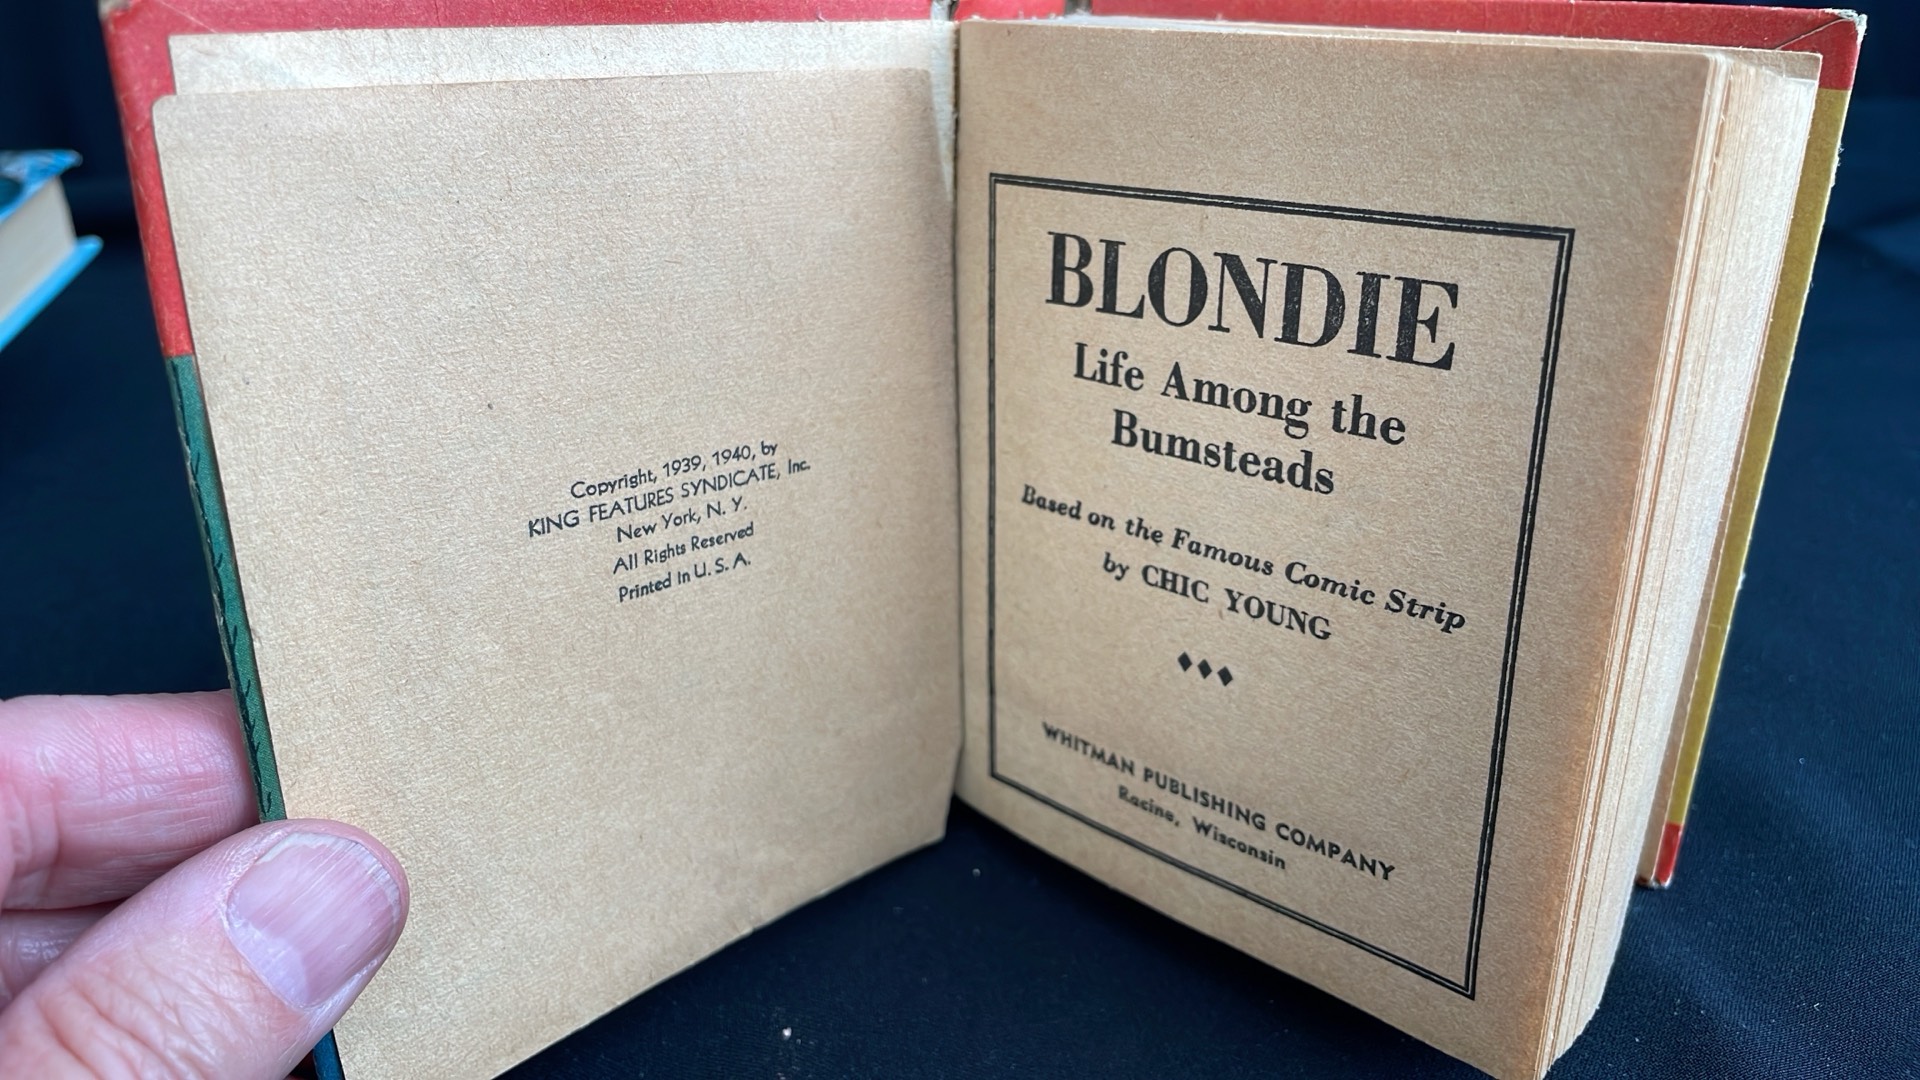 Copyright, 1939, 1940, by
KING FEATURES SYNDICATE, Inc.
New York, N. Y.
All Rights Reserved
Printed in U. S. A.
BLONDIE
Life Among the
Bumsteads
Based on the Famous Comic Strip
by CHIC YOUNG
WHITMAN PUBLISHING COMPANY
Racine, Wisconsin